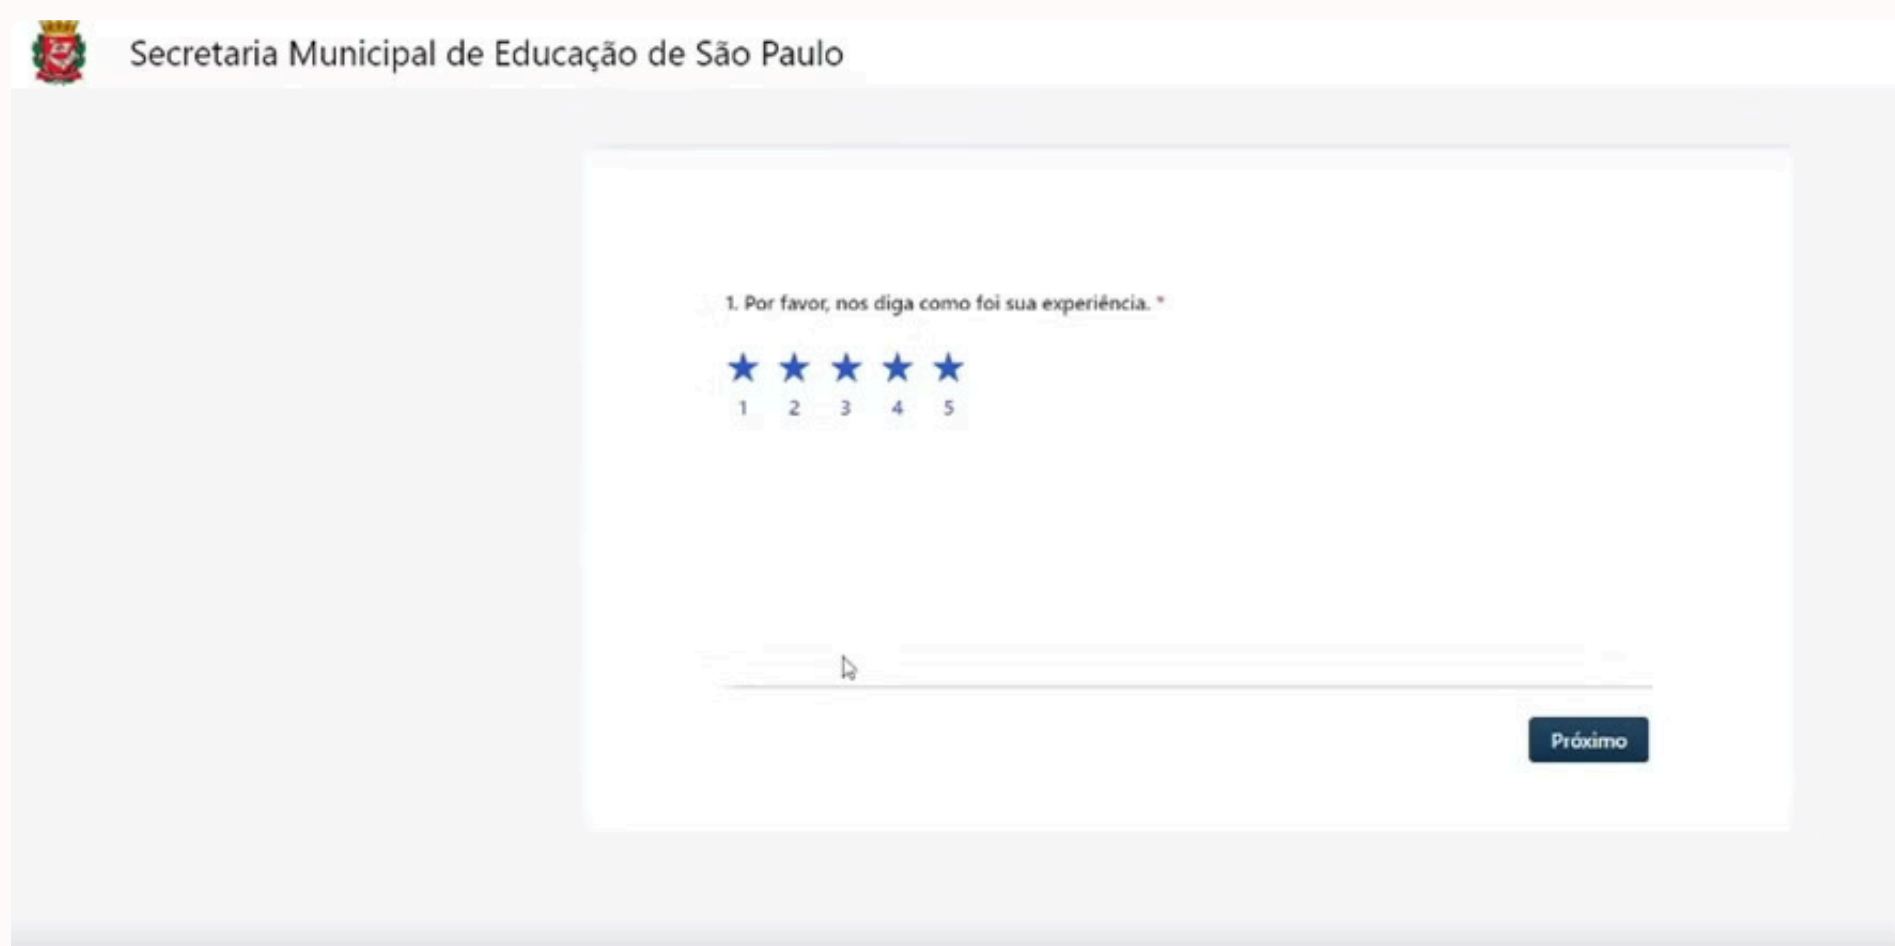 Secretaria Municipal de Educação de São Paulo
1. Por favor, nos diga como foi sua experiência. *
1 2 3 4 5
Próximo